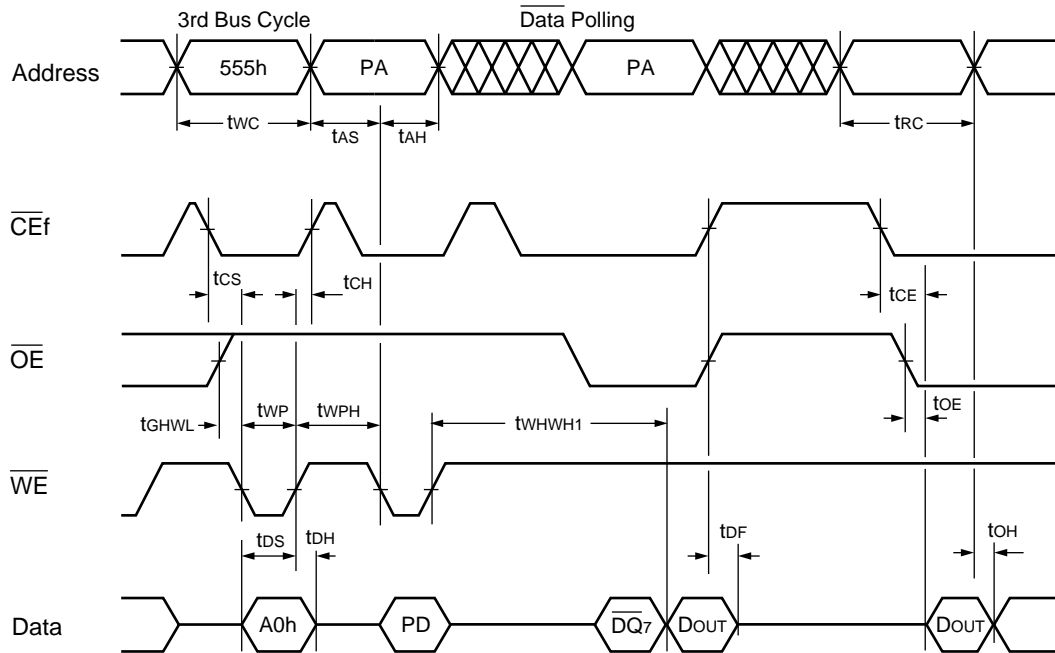 3rd Bus Cycle Data Polling
Address 555h PA PA
tWC tAS tAH tRC
CEf
tCS tCH tCE
OE
tGHWL tWP tWPH tWHWH1 tOE
WE
tDS tDH tDF tOH
Data A0h PD DQ7 DOUT DOUT